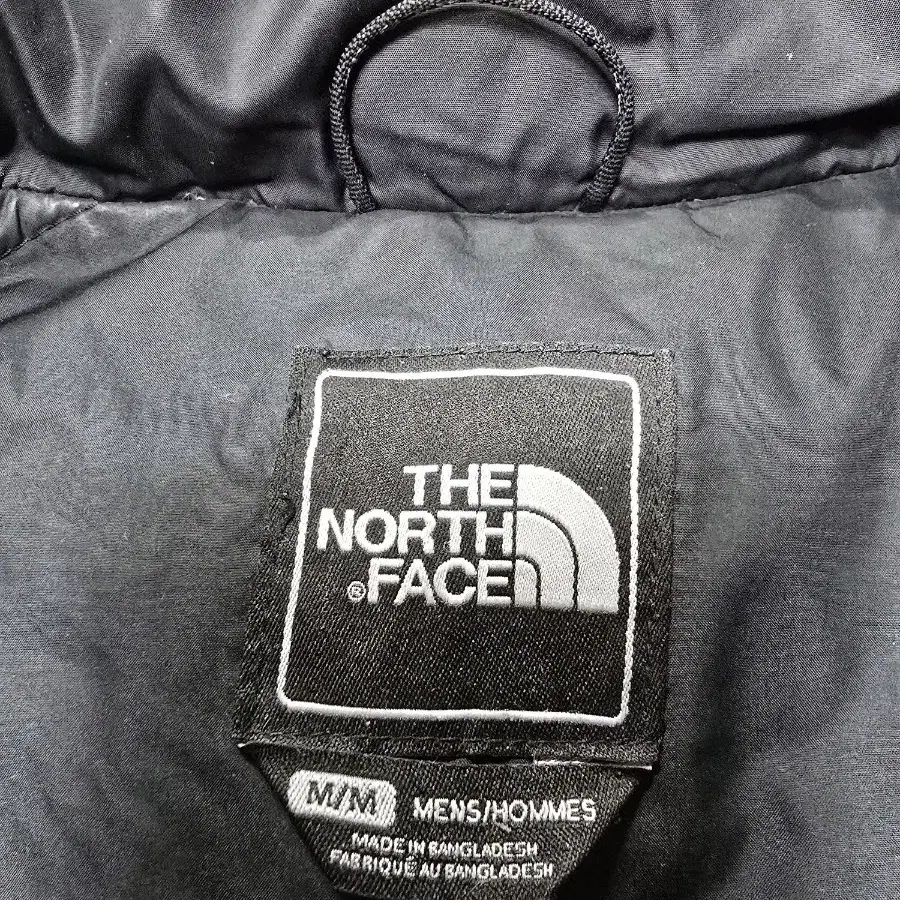 THE
NORTH
®FACE
M/M MENS/HOMMES
MADE IN BANGLADESH
FABRIQUÉ AU BANGLADESH